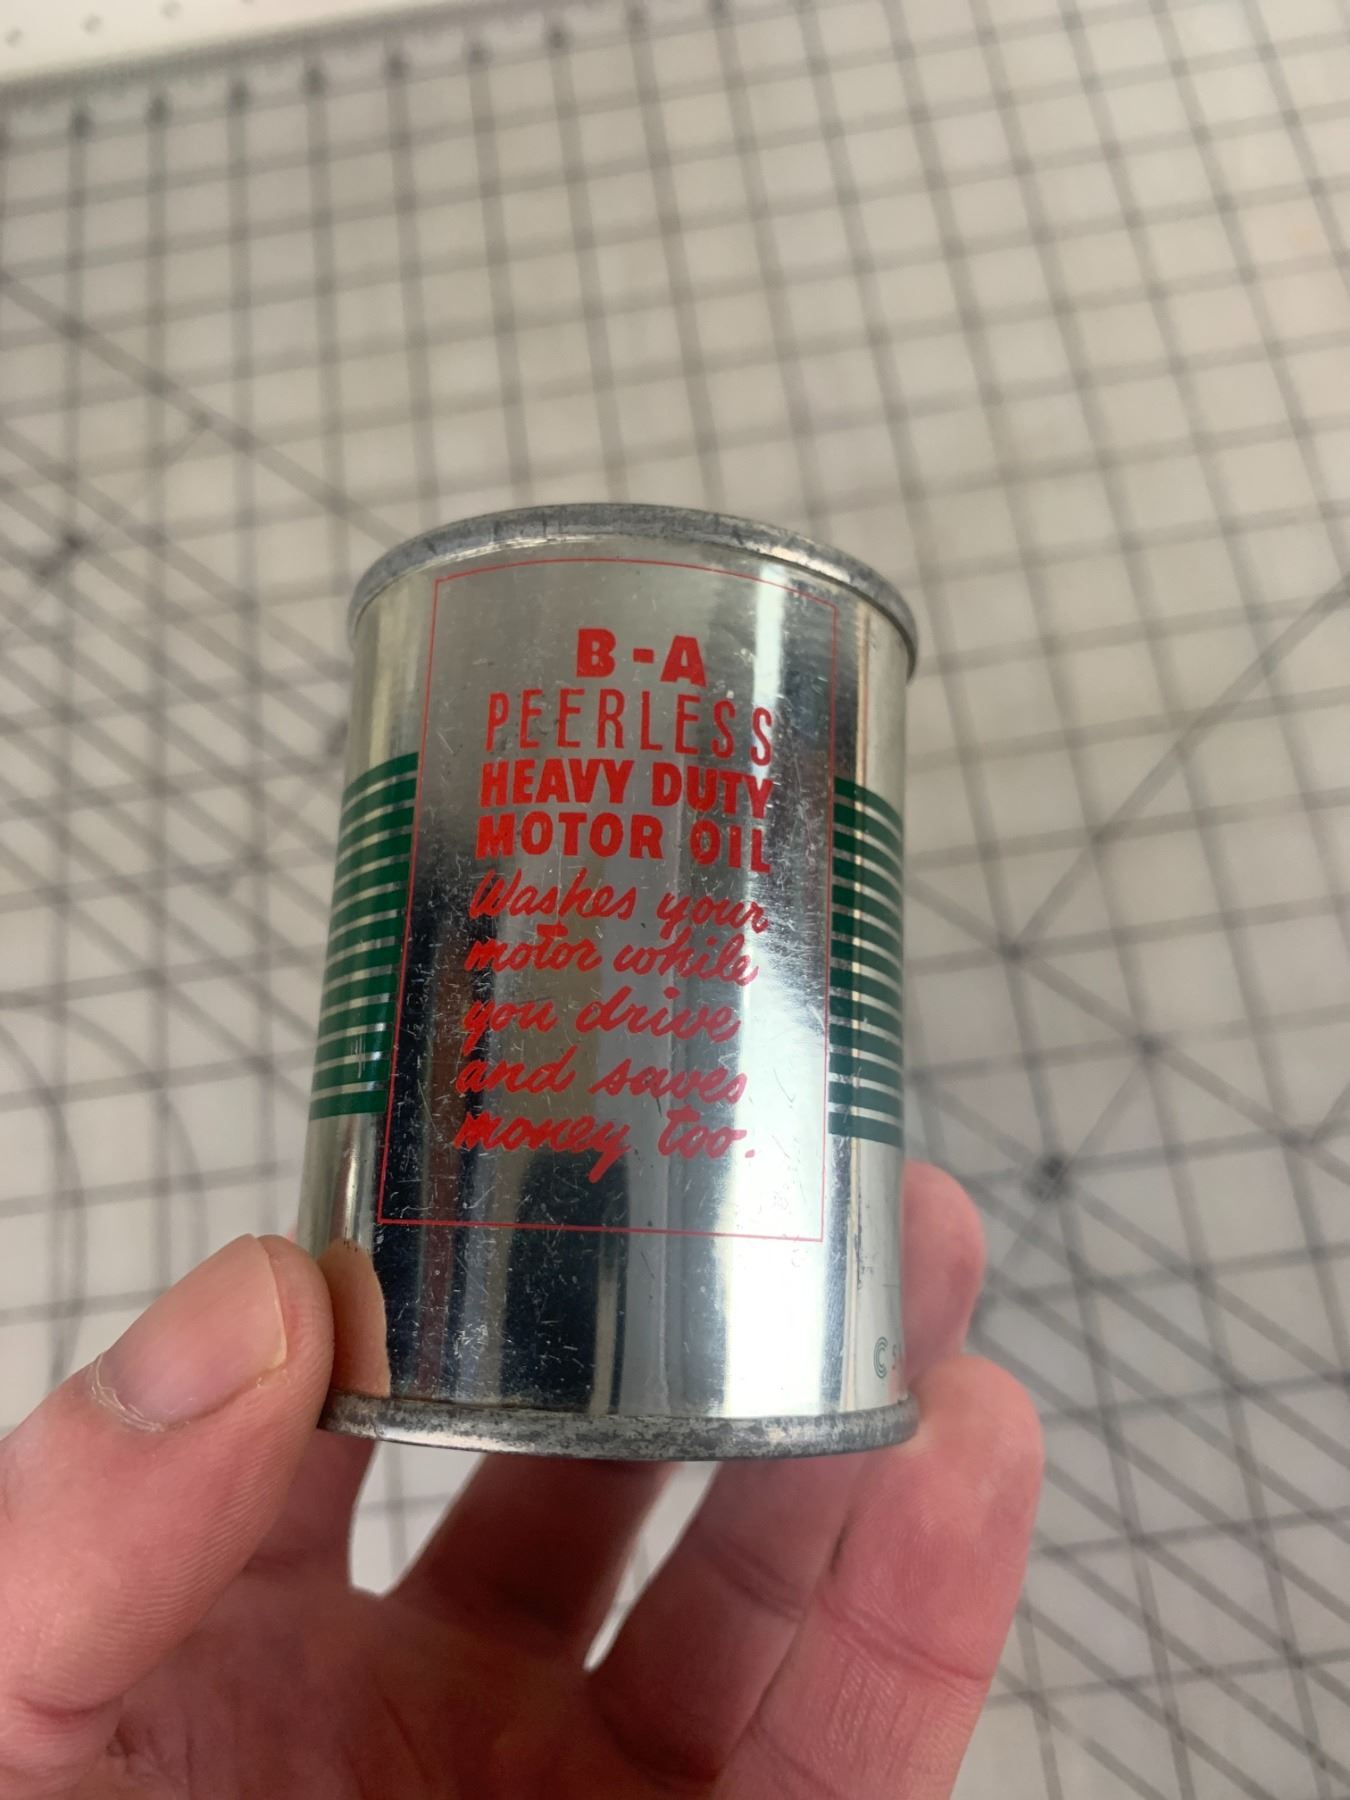 B-A
PEERLESS
HEAVY DUTY
MOTOR OIL
Washes your
motor while
you drive
and saves
money too.